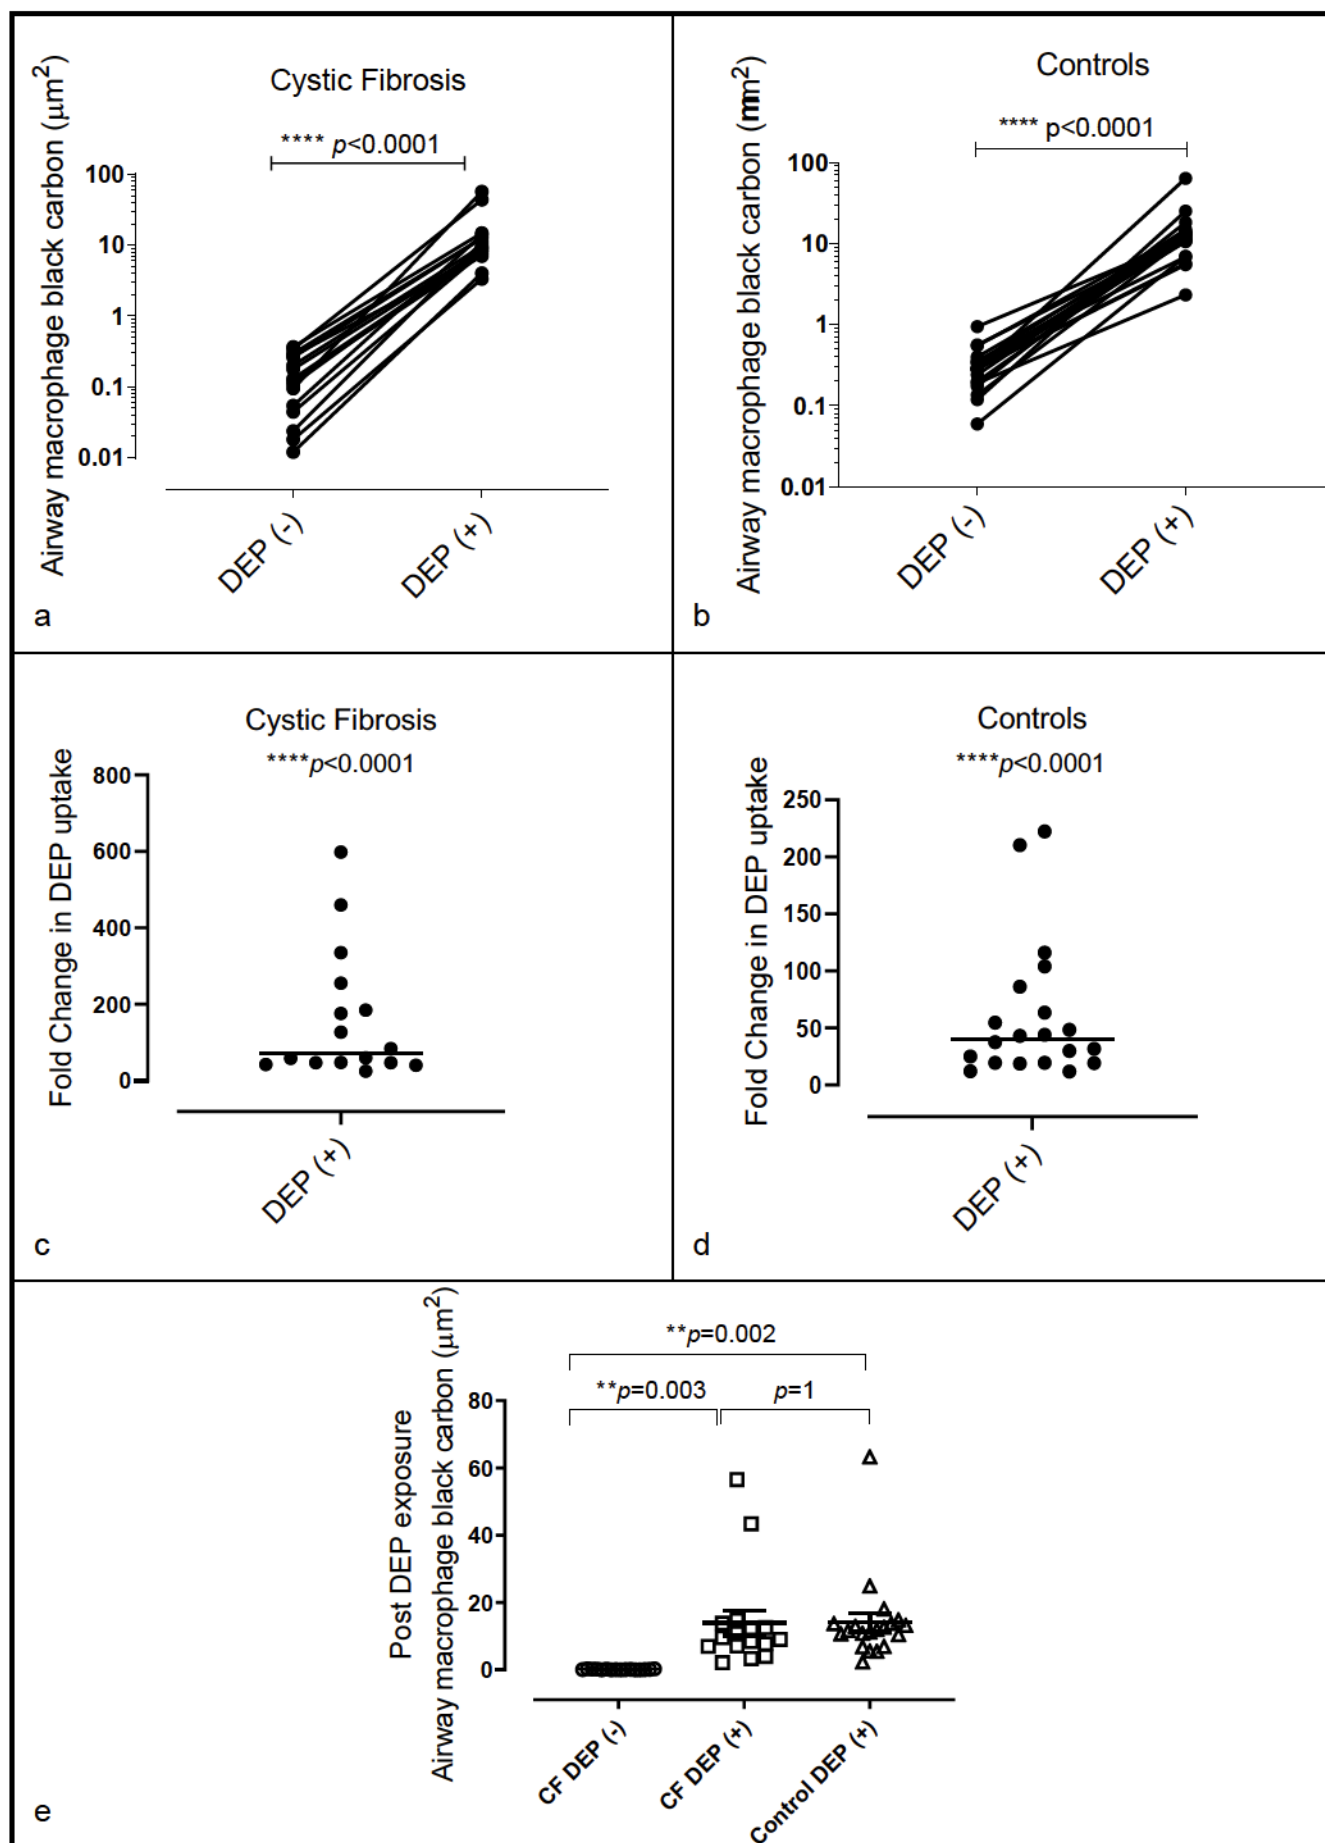 Cystic Fibrosis
**** p<0.0001
Airway macrophage black carbon (μm²)
100
10
1
0.1
0.01
DEP (-)
DEP (+)
a
Controls
**** p<0.0001
Airway macrophage black carbon (mm²)
100
10
1
0.1
0.01
DEP (-)
DEP (+)
b
Cystic Fibrosis
****p<0.0001
Fold Change in DEP uptake
800
600
400
200
0
DEP (+)
c
Controls
****p<0.0001
Fold Change in DEP uptake
250
200
150
100
50
0
DEP (+)
d
**p=0.002
**p=0.003
p=1
Post DEP exposure
Airway macrophage black carbon (μm²)
80
60
40
20
0
CF DEP (-)
CF DEP (+)
Control DEP (+)
e